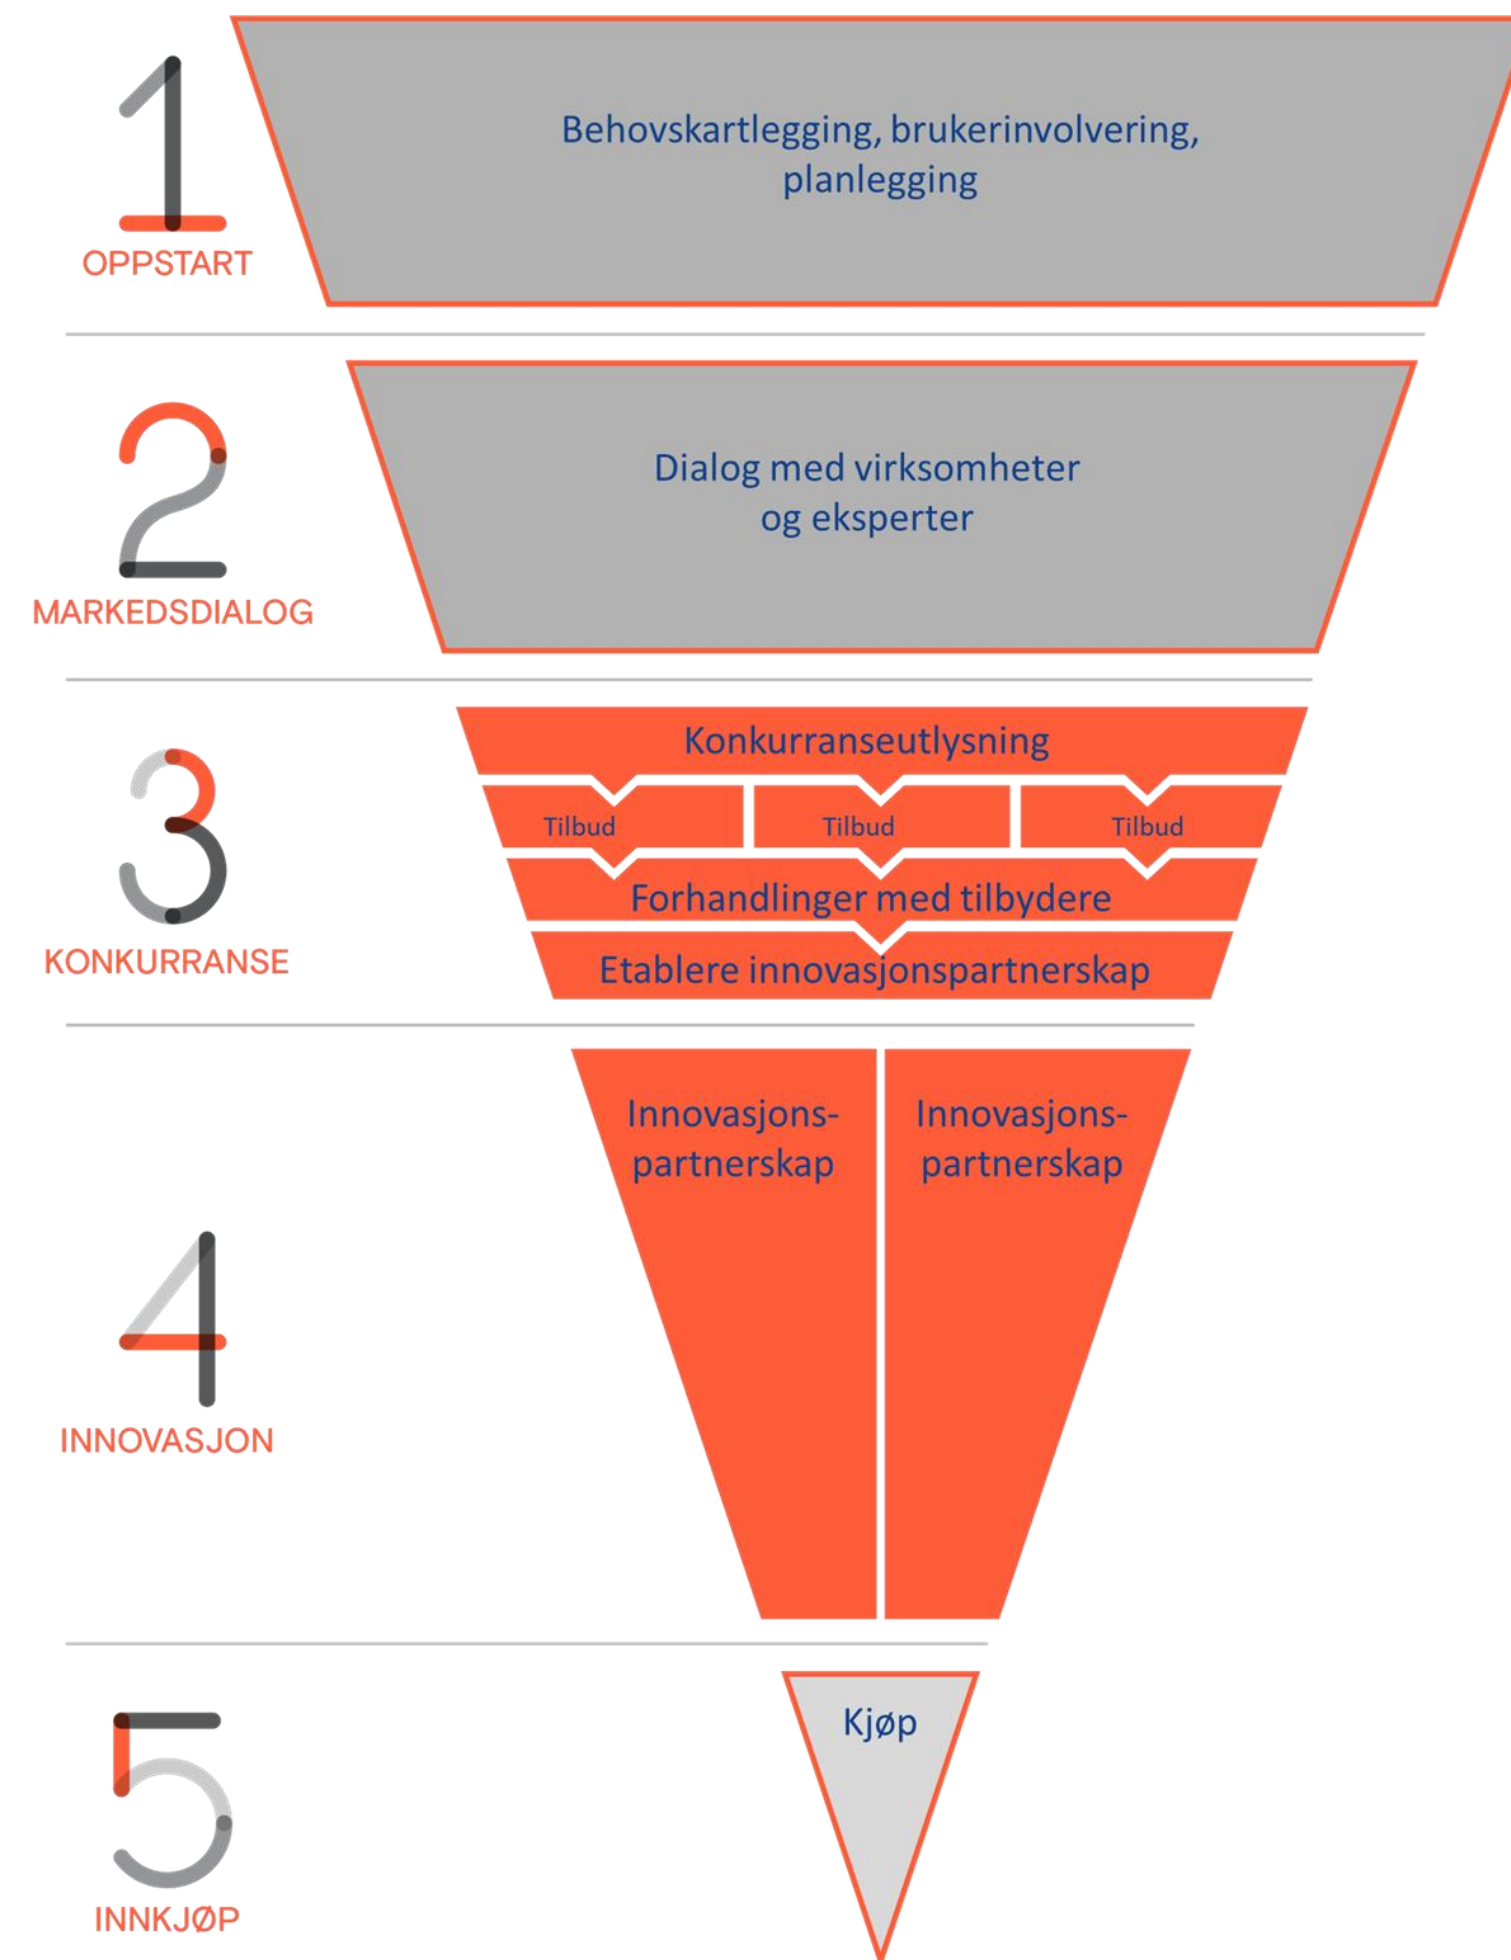 1
Behovskartlegging, brukerinvolvering,
planlegging
OPPSTART
2
Dialog med virksomheter
og eksperter
MARKEDSDIALOG
3
Konkurranseutlysning
Tilbud Tilbud Tilbud
Forhandlinger med tilbydere
Etablere innovasjonspartnerskap
KONKURRANSE
4
Innovasjons-
partnerskap
Innovasjons-
partnerskap
INNOVASJON
5
Kjøp
INNKJØP